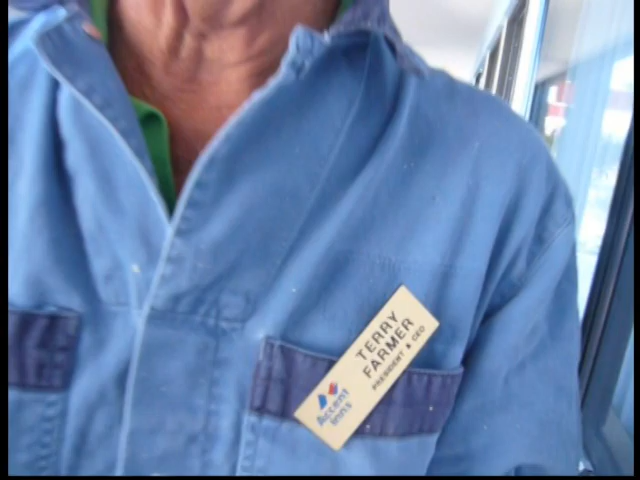 TERRY
FARMER
PRESIDENT & CEO
Accent
Inns